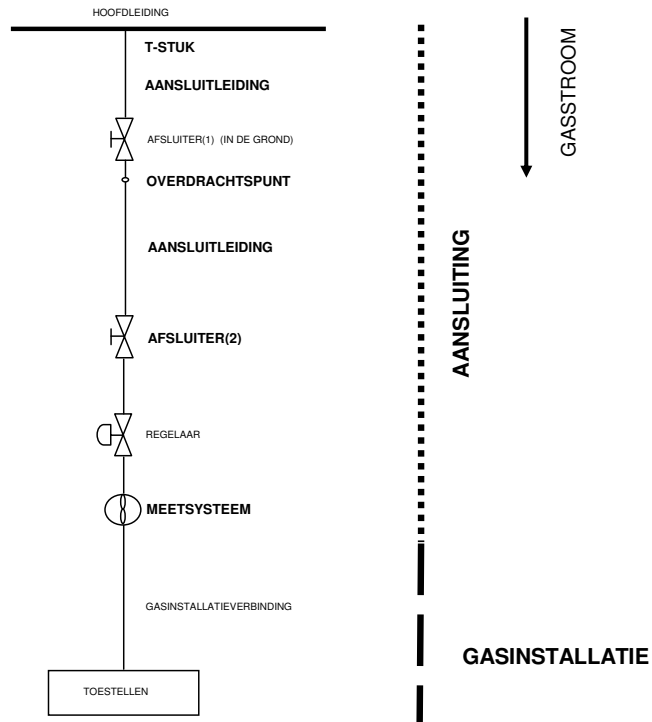 HOOFDLEIDING
T-STUK
AANSLUITLEIDING
AFSLUITER(1) (IN DE GROND)
OVERDRACHTSPUNT
AANSLUITLEIDING
AFSLUITER(2)
REGELAAR
MEETSYSTEEM
GASINSTALLATIEVERBINDING
TOESTELLEN
AANSLUITING
GASSTROOM
GASINSTALLATIE